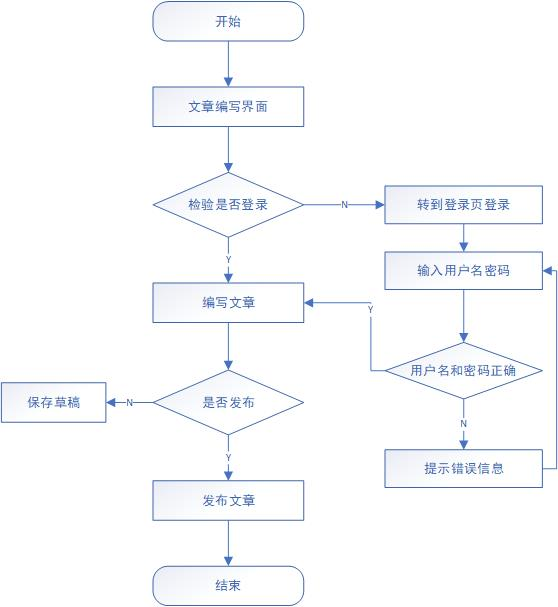 开始
文章编写界面
检验是否登录
N
转到登录页登录
输入用户名密码
Y
编写文章
Y
用户名和密码正确
N
提示错误信息
是否发布
N
保存草稿
Y
发布文章
结束